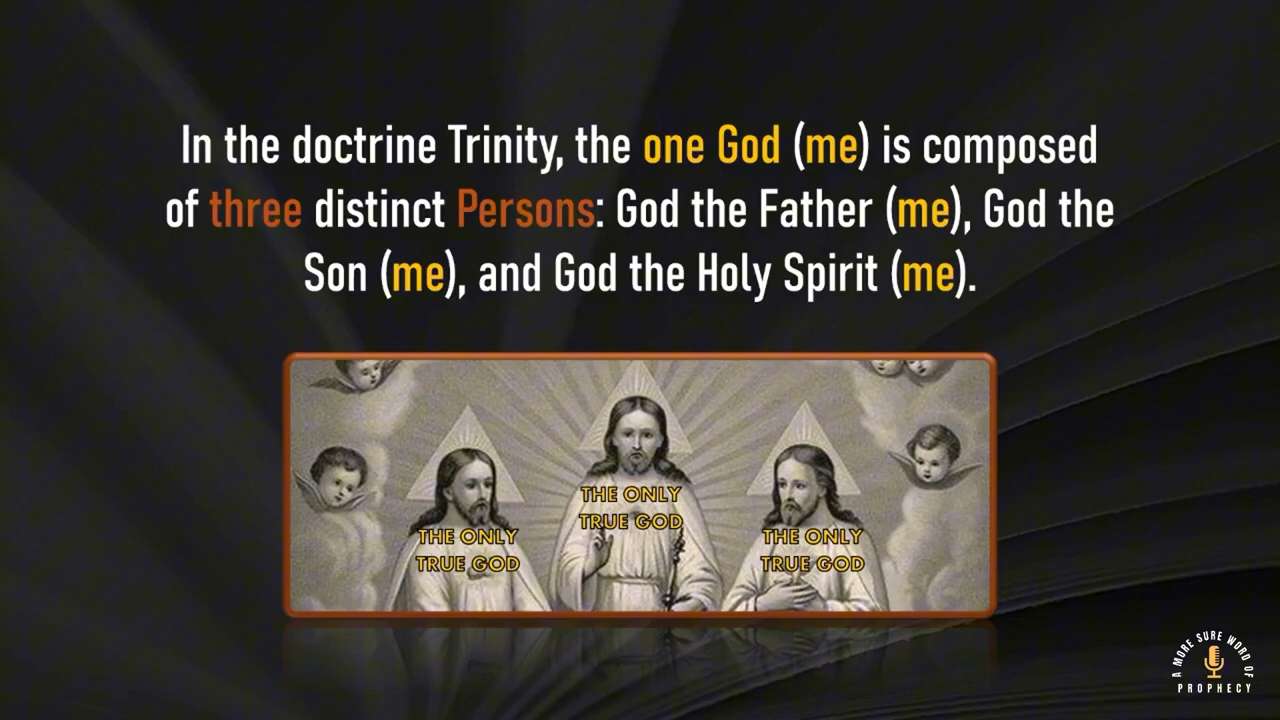 In the doctrine Trinity, the one God (me) is composed
of three distinct Persons: God the Father (me), God the
Son (me), and God the Holy Spirit (me).
THE ONLY
TRUE GOD
THE ONLY
TRUE GOD
THE ONLY
TRUE GOD
A MORE SURE WORD OF
PROPHECY